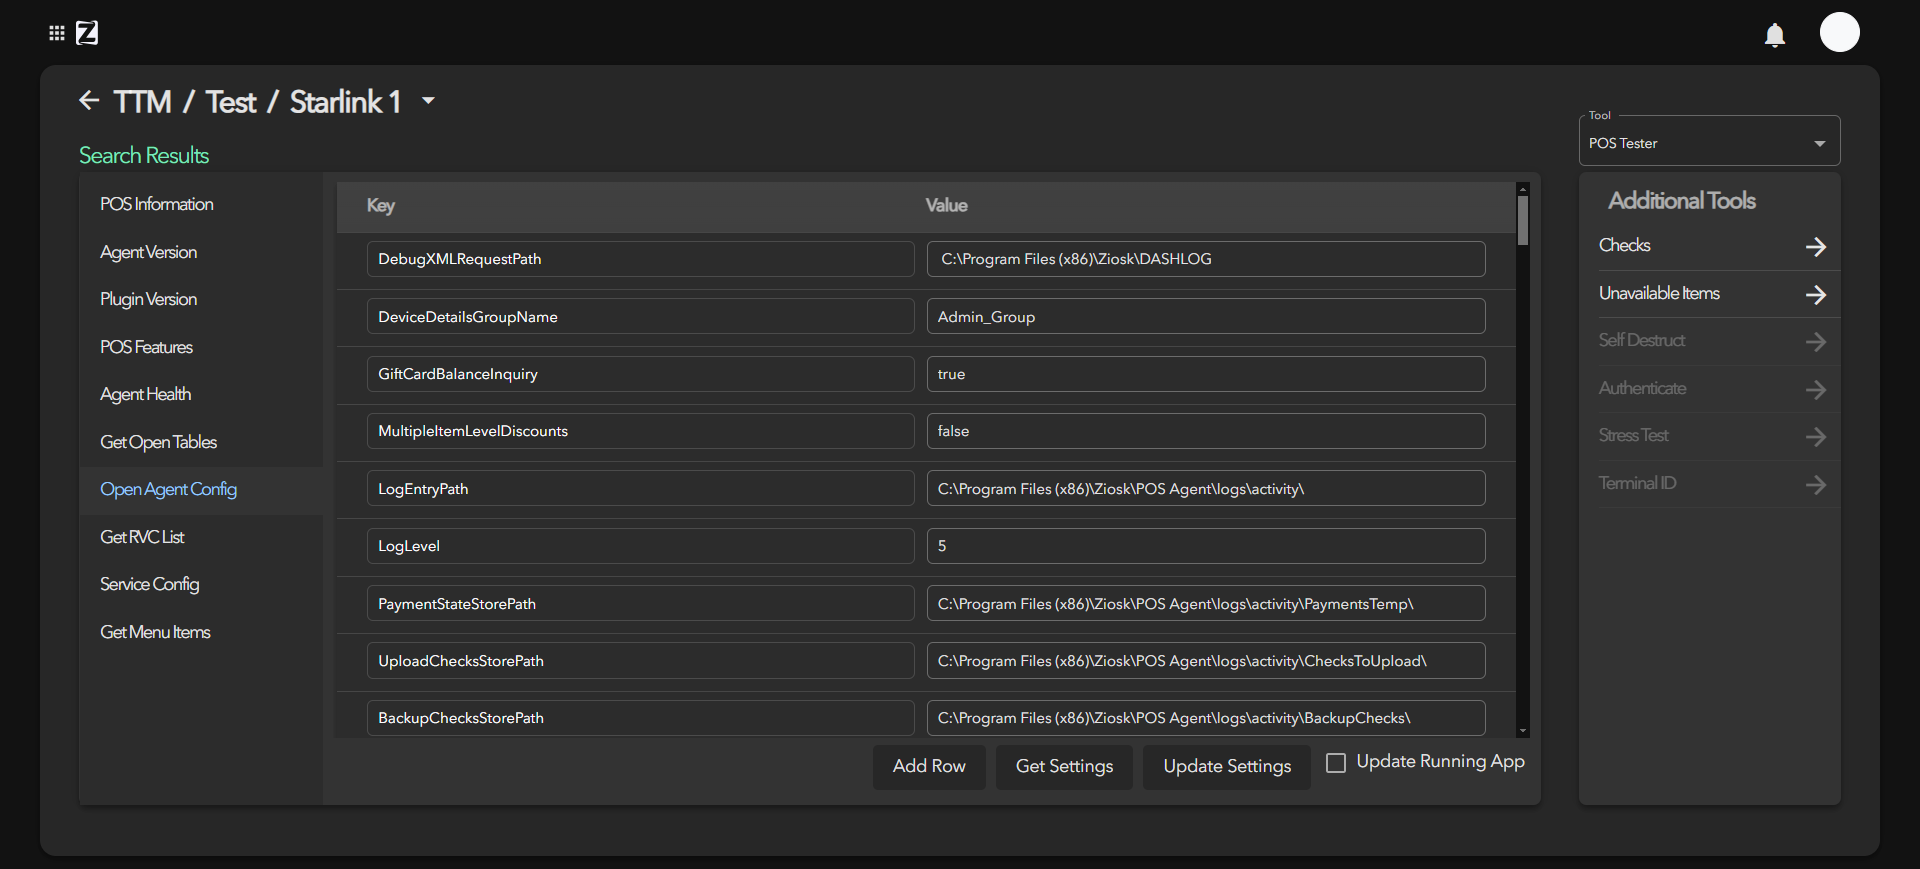 Z
TTM / Test / Starlink 1
Tool
POS Tester
Search Results
POS Information
Agent Version
Plugin Version
POS Features
Agent Health
Get Open Tables
Open Agent Config
Get RVC List
Service Config
Get Menu Items
Key Value
DebugXMLRequestPath C:\Program Files (x86)\Ziosk\DASHLOG
DeviceDetailsGroupName Admin_Group
GiftCardBalanceInquiry true
MultipleItemLevelDiscounts false
LogEntryPath C:\Program Files (x86)\Ziosk\POS Agent\logs\activity\
LogLevel 5
PaymentStateStorePath C:\Program Files (x86)\Ziosk\POS Agent\logs\activity\PaymentsTemp\
UploadChecksStorePath C:\Program Files (x86)\Ziosk\POS Agent\logs\activity\ChecksToUpload\
BackupChecksStorePath C:\Program Files (x86)\Ziosk\POS Agent\logs\activity\BackupChecks\
Add Row Get Settings Update Settings Update Running App
Additional Tools
Checks
Unavailable Items
Self Destruct
Authenticate
Stress Test
Terminal ID